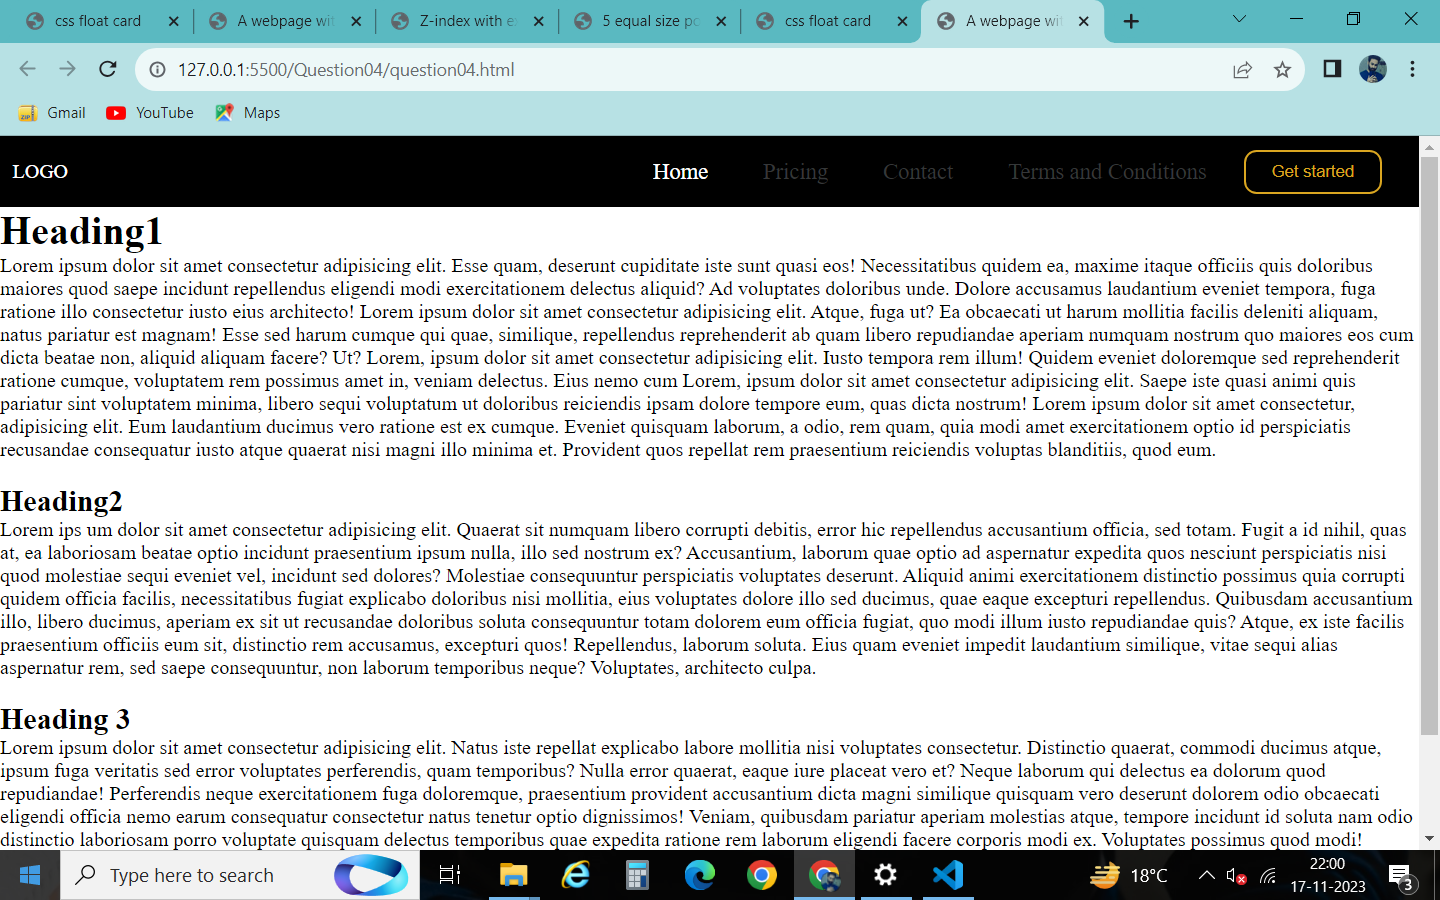 css float card
A webpage wit
Z-index with e
5 equal size po
css float card
A webpage wit
127.0.0.1:5500/Question04/question04.html
Gmail YouTube Maps
LOGO Home Pricing Contact Terms and Conditions Get started
Heading1
Lorem ipsum dolor sit amet consectetur adipisicing elit. Esse quam, deserunt cupiditate iste sunt quasi eos! Necessitatibus quidem ea, maxime itaque officiis quis doloribus
maiores quod saepe incidunt repellendus eligendi modi exercitationem delectus aliquid? Ad voluptates doloribus unde. Dolore accusamus laudantium eveniet tempora, fuga
ratione illo consectetur iusto eius architecto! Lorem ipsum dolor sit amet consectetur adipisicing elit. Atque, fuga ut? Ea obcaecati ut harum mollitia facilis deleniti aliquam,
natus pariatur est magnam! Esse sed harum cumque qui quae, similique, repellendus reprehenderit ab quam libero repudiandae aperiam numquam nostrum quo maiores eos cum
dicta beatae non, aliquid aliquam facere? Ut? Lorem, ipsum dolor sit amet consectetur adipisicing elit. Iusto tempora rem illum! Quidem eveniet doloremque sed reprehenderit
ratione cumque, voluptatem rem possimus amet in, veniam delectus. Eius nemo cum Lorem, ipsum dolor sit amet consectetur adipisicing elit. Saepe iste quasi animi quis
pariatur sint voluptatem minima, libero sequi voluptatum ut doloribus reiciendis ipsam dolore tempore eum, quas dicta nostrum! Lorem ipsum dolor sit amet consectetur,
adipisicing elit. Eum laudantium ducimus vero ratione est ex cumque. Eveniet quisquam laborum, a odio, rem quam, quia modi amet exercitationem optio id perspiciatis
recusandae consequatur iusto atque quaerat nisi magni illo minima et. Provident quos repellat rem praesentium reiciendis voluptas blanditiis, quod eum.
Heading2
Lorem ips um dolor sit amet consectetur adipisicing elit. Quaerat sit numquam libero corrupti debitis, error hic repellendus accusantium officia, sed totam. Fugit a id nihil, quas
at, ea laboriosam beatae optio incidunt praesentium ipsum nulla, illo sed nostrum ex? Accusantium, laborum quae optio ad aspernatur expedita quos nesciunt perspiciatis nisi
quod molestiae sequi eveniet vel, incidunt sed dolores? Molestiae consequuntur perspiciatis voluptates deserunt. Aliquid animi exercitationem distinctio possimus quia corrupti
quidem officia facilis, necessitatibus fugiat explicabo doloribus nisi mollitia, eius voluptates dolore illo sed ducimus, quae eaque excepturi repellendus. Quibusdam accusantium
illo, libero ducimus, aperiam ex sit ut recusandae doloribus soluta consequuntur totam dolorem eum officia fugiat, quo modi illum iusto repudiandae quis? Atque, ex iste facilis
praesentium officiis eum sit, distinctio rem accusamus, excepturi quos! Repellendus, laborum soluta. Eius quam eveniet impedit laudantium similique, vitae sequi alias
aspernatur rem, sed saepe consequuntur, non laborum temporibus neque? Voluptates, architecto culpa.
Heading 3
Lorem ipsum dolor sit amet consectetur adipisicing elit. Natus iste repellat explicabo labore mollitia nisi voluptates consectetur. Distinctio quaerat, commodi ducimus atque,
ipsum fuga veritatis sed error voluptates perferendis, quam temporibus? Nulla error quaerat, eaque iure placeat vero et? Neque laborum qui delectus ea dolorum quod
repudiandae! Perferendis neque exercitationem fuga doloremque, praesentium provident accusantium dicta magni similique quisquam vero deserunt dolorem odio obcaecati
eligendi officia nemo earum consequatur consectetur natus tenetur optio dignissimos! Veniam, quibusdam pariatur aperiam molestias atque, tempore incidunt id soluta nam odio
distinctio laboriosam porro voluptate quisquam delectus temporibus quae expedita ratione rem laborum eligendi facere corporis modi ex. Voluptates possimus quod modi!
Type here to search
18°C
22:00
17-11-2023
3